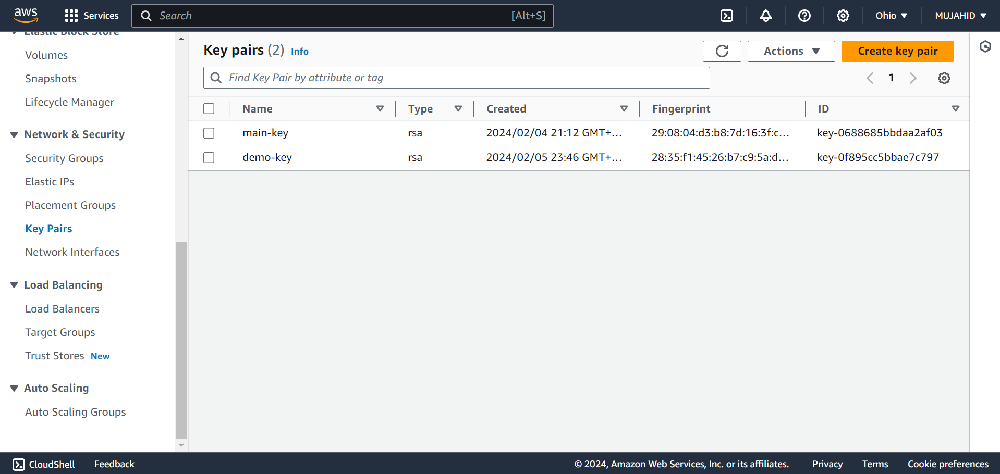 aws
Services
Search [Alt+S]
Ohio
MUJAHID
Elastic Block Store
Volumes
Snapshots
Lifecycle Manager
Network & Security
Security Groups
Elastic IPs
Placement Groups
Key Pairs
Network Interfaces
Load Balancing
Load Balancers
Target Groups
Trust Stores New
Auto Scaling
Auto Scaling Groups
Key pairs (2) Info
Actions
Create key pair
Find Key Pair by attribute or tag
1
Name Type Created Fingerprint ID
main-key rsa 2024/02/04 21:12 GMT+... 29:08:04:d3:b8:7d:16:3f:c... key-0688685bbdaa2af03
demo-key rsa 2024/02/05 23:46 GMT+... 28:35:f1:45:26:b7:c9:5a:d... key-0f895cc5bbae7c797
CloudShell Feedback © 2024, Amazon Web Services, Inc. or its affiliates. Privacy Terms Cookie preferences